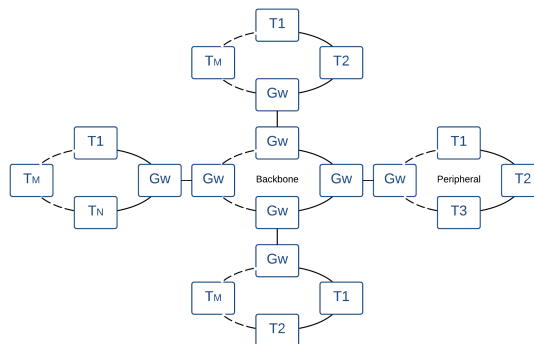 T1
TM T2
Gw
T1 Gw T1
TM Gw Gw Backbone Gw Gw Peripheral T2
TN Gw T3
Gw
TM T1
T2